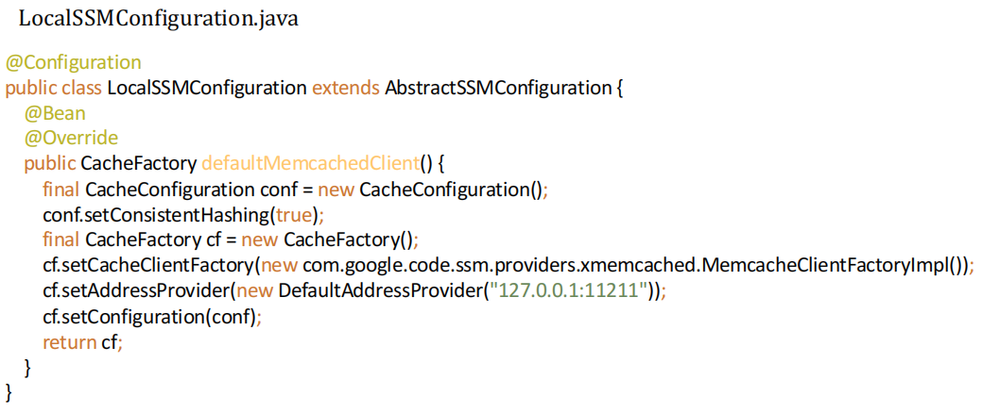 LocalSSMConfiguration.java
@Configuration
public class LocalSSMConfiguration extends AbstractSSMConfiguration {
@Bean
@Override
public CacheFactory defaultMemcachedClient() {
final CacheConfiguration conf = new CacheConfiguration();
conf.setConsistentHashing(true);
final CacheFactory cf = new CacheFactory();
cf.setCacheClientFactory(new com.google.code.ssm.providers.xmemcached.MemcacheClientFactoryImpl());
cf.setAddressProvider(new DefaultAddressProvider("127.0.0.1:11211"));
cf.setConfiguration(conf);
return cf;
}
}